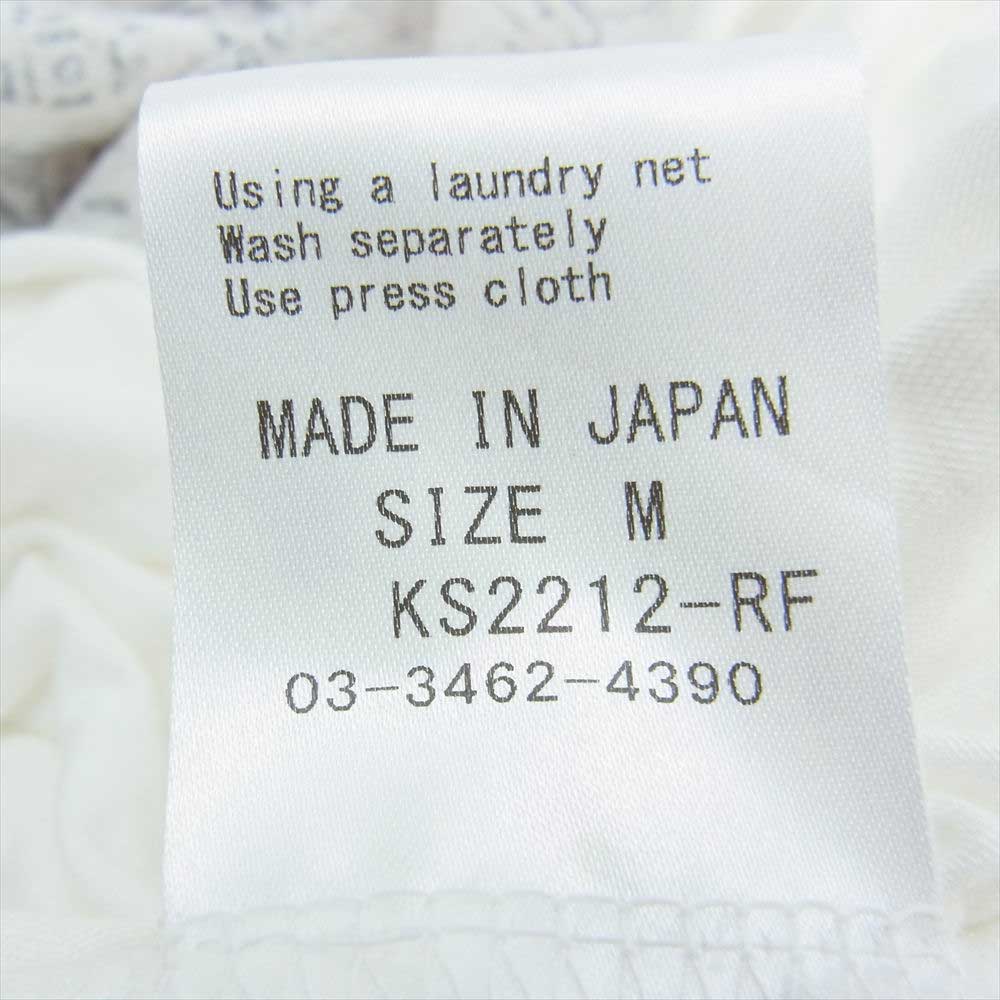 Using a laundry net
Wash separately
Use press cloth
MADE IN JAPAN
SIZE M
KS2212-RF
03-3462-4390